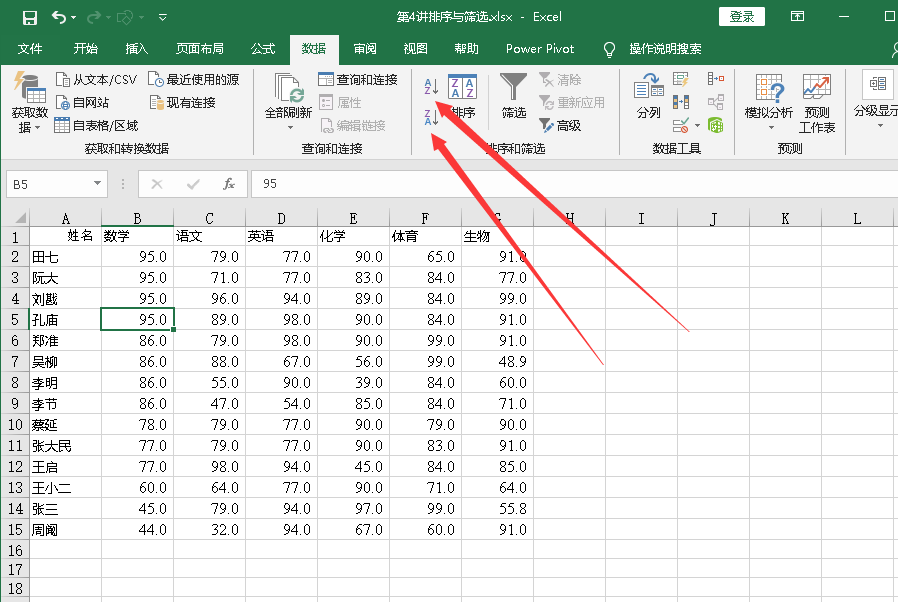 第4讲排序与筛选.xlsx - Excel
登录
文件 开始 插入 页面布局 公式 数据 审阅 视图 帮助 Power Pivot 操作说明搜索
获取数据
从文本/CSV
自网站
自表格/区域
最近使用的源
现有连接
获取和转换数据
全部刷新
查询和连接
属性
编辑链接
查询和连接
排序
筛选
清除
重新应用
高级
排序和筛选
分列
数据工具
模拟分析
预测
工作表
预测
分级显示
B5 fx 95
A B C D E F G H I J K L
1 姓名 数学 语文 英语 化学 体育 生物
2 田七 95.0 79.0 77.0 90.0 65.0 91.0
3 阮大 95.0 71.0 77.0 83.0 84.0 77.0
4 刘戡 95.0 96.0 94.0 89.0 84.0 99.0
5 孔庙 95.0 89.0 98.0 90.0 84.0 91.0
6 郑准 86.0 79.0 98.0 90.0 99.0 91.0
7 吴柳 86.0 88.0 67.0 56.0 99.0 48.9
8 李明 86.0 55.0 90.0 39.0 84.0 60.0
9 李节 86.0 47.0 54.0 85.0 84.0 71.0
10 蔡延 78.0 79.0 77.0 90.0 79.0 90.0
11 张大民 77.0 79.0 77.0 90.0 83.0 91.0
12 王启 77.0 98.0 94.0 45.0 84.0 85.0
13 王小二 60.0 64.0 77.0 90.0 71.0 64.0
14 张三 45.0 79.0 94.0 97.0 99.0 55.8
15 周阚 44.0 32.0 94.0 67.0 60.0 91.0
16
17
18